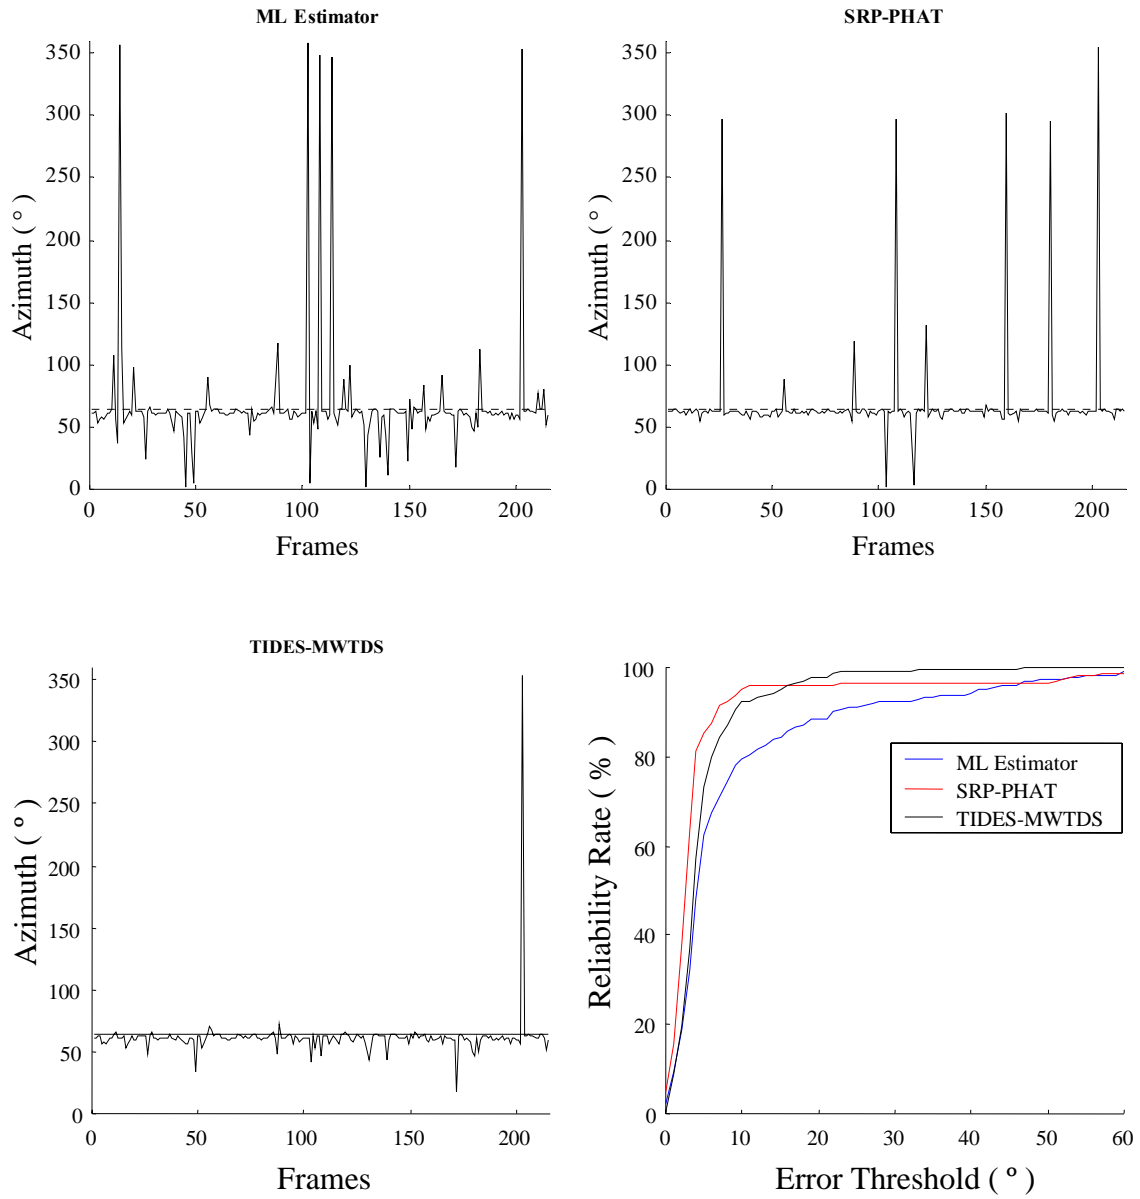 ML Estimator
350
300
250
200
150
100
50
0
Azimuth ( ° )
0 50 100 150 200
Frames
SRP-PHAT
350
300
250
200
150
100
50
0
Azimuth ( ° )
0 50 100 150 200
Frames
TIDES-MWTDS
350
300
250
200
150
100
50
0
Azimuth ( º )
0 50 100 150 200
Frames
100
80
60
40
20
0
Reliability Rate ( % )
ML Estimator
SRP-PHAT
TIDES-MWTDS
0 10 20 30 40 50 60
Error Threshold ( º )